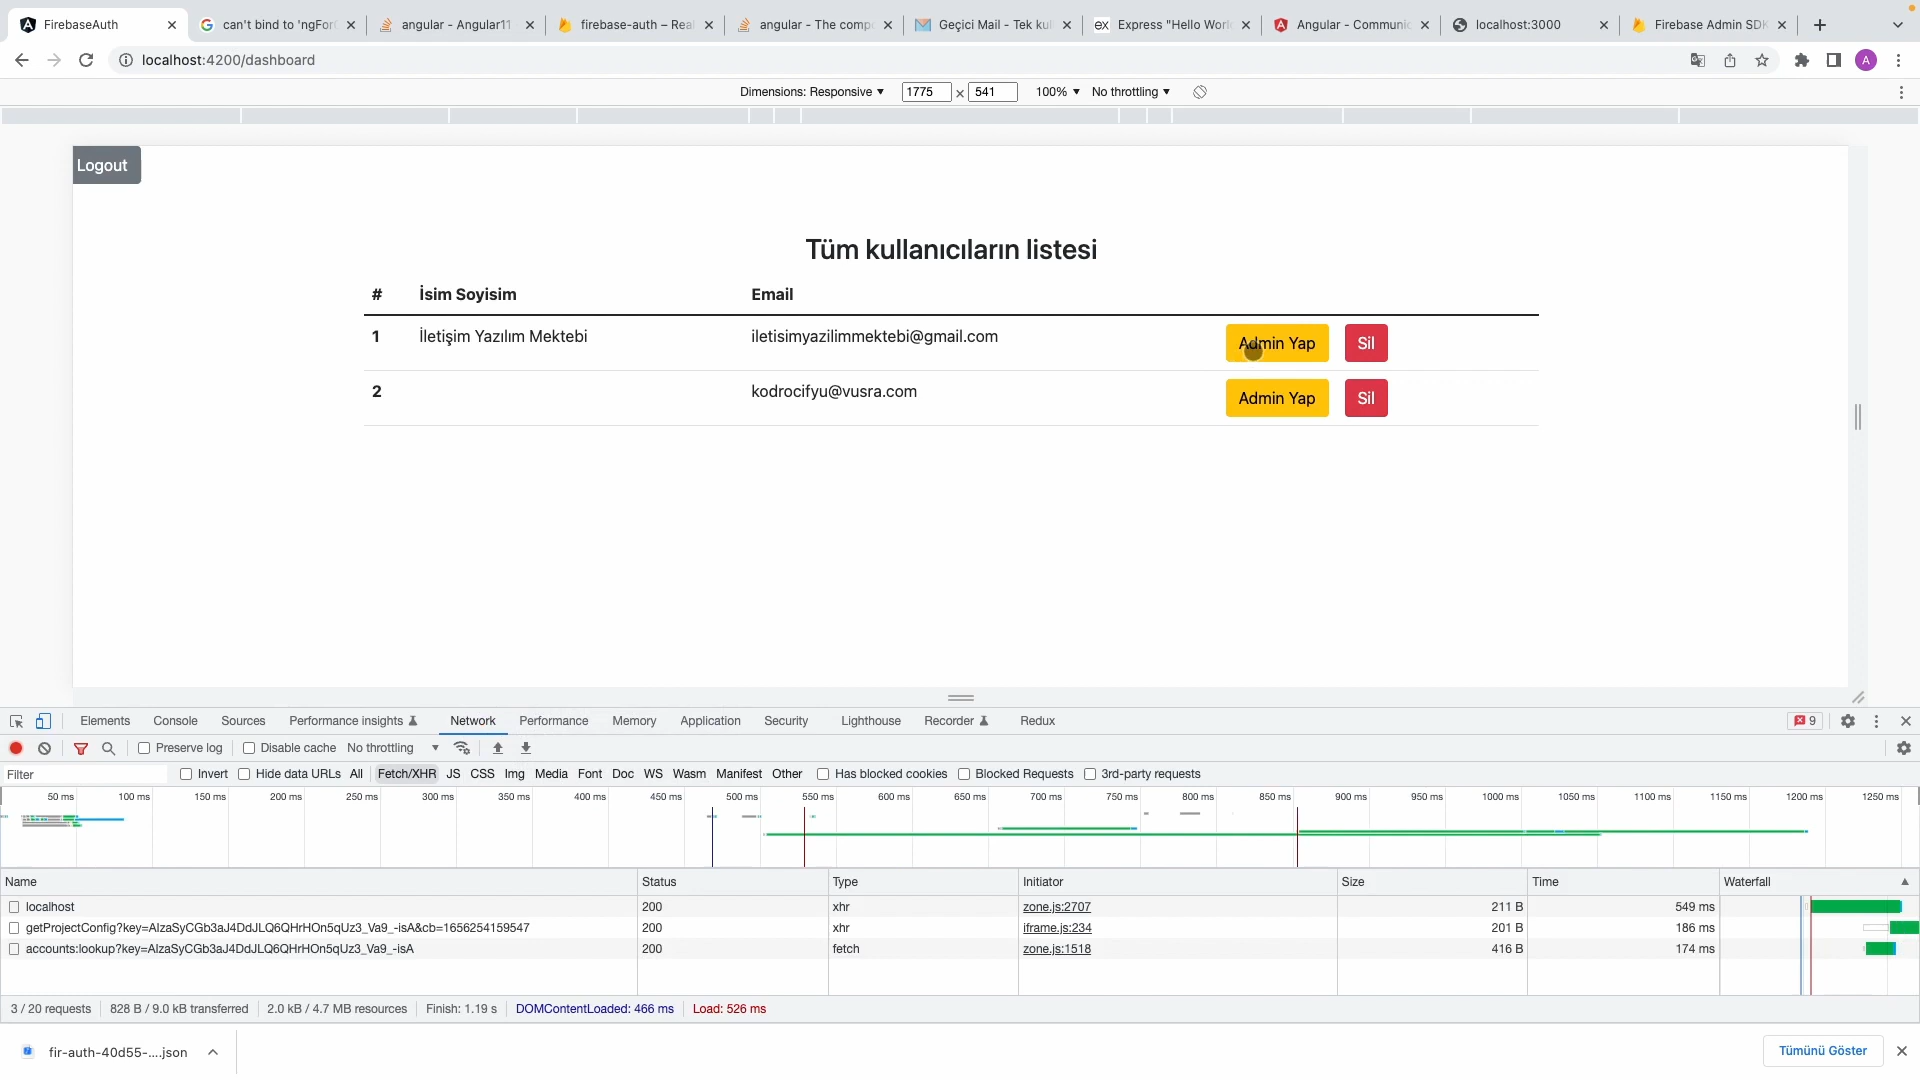 FirebaseAuth
can't bind to 'ngForO
angular - Angular11
firebase-auth – Real
angular - The compo
Geçici Mail - Tek kul
Express "Hello Worl
Angular - Communic
localhost:3000
Firebase Admin SDK
localhost:4200/dashboard
A
Dimensions: Responsive
1775 × 541
100%
No throttling
Logout
Tüm kullanıcıların listesi
# İsim Soyisim Email
1 İletişim Yazılım Mektebi iletisimyazilimmektebi@gmail.com Admin Yap Sil
2 kodrocifyu@vusra.com Admin Yap Sil
Elements Console Sources Performance insights Network Performance Memory Application Security Lighthouse Recorder Redux 9
Preserve log Disable cache No throttling
Filter Invert Hide data URLs All Fetch/XHR JS CSS Img Media Font Doc WS Wasm Manifest Other Has blocked cookies Blocked Requests 3rd-party requests
50 ms 100 ms 150 ms 200 ms 250 ms 300 ms 350 ms 400 ms 450 ms 500 ms 550 ms 600 ms 650 ms 700 ms 750 ms 800 ms 850 ms 900 ms 950 ms 1000 ms 1050 ms 1100 ms 1150 ms 1200 ms 1250 ms
Name Status Type Initiator Size Time Waterfall
localhost 200 xhr zone.js:2707 211 B 549 ms
getProjectConfig?key=AIzaSyCGb3aJ4DdJLQ6QHrHOn5qUz3_Va9_-isA&cb=1656254159547 200 xhr iframe.js:234 201 B 186 ms
accounts:lookup?key=AIzaSyCGb3aJ4DdJLQ6QHrHOn5qUz3_Va9_-isA 200 fetch zone.js:1518 416 B 174 ms
3 / 20 requests 828 B / 9.0 kB transferred 2.0 kB / 4.7 MB resources Finish: 1.19 s DOMContentLoaded: 466 ms Load: 526 ms
fir-auth-40d55-....json
Tümünü Göster